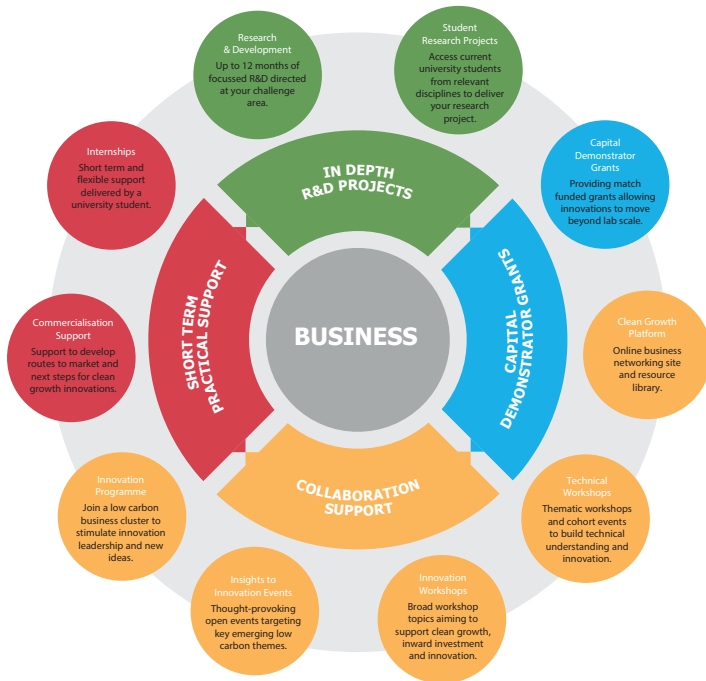 Research
& Development
Up to 12 months of
focussed R&D directed
at your challenge
area.
Student
Research Projects
Access current
university students
from relevant
disciplines to deliver
your research
project.
Internships
Short term and
flexible support
delivered by a
university student.
Capital
Demonstrator
Grants
Providing match
funded grants allowing
innovations to move
beyond lab scale.
IN DEPTH
R&D PROJECTS
SHORT TERM
PRACTICAL SUPPORT
BUSINESS
CAPITAL
DEMONSTRATOR GRANTS
COLLABORATION
SUPPORT
Commercialisation
Support
Support to develop
routes to market and
next steps for clean
growth innovations.
Clean Growth
Platform
Online business
networking site
and resource
library.
Innovation
Programme
Join a low carbon
business cluster to
stimulate innovation
leadership and new
ideas.
Technical
Workshops
Thematic workshops
and cohort events
to build technical
understanding and
innovation.
Insights to
Innovation Events
Thought-provoking
open events targeting
key emerging low
carbon themes.
Innovation
Workshops
Broad workshop
topics aiming to
support clean growth,
inward investment
and innovation.